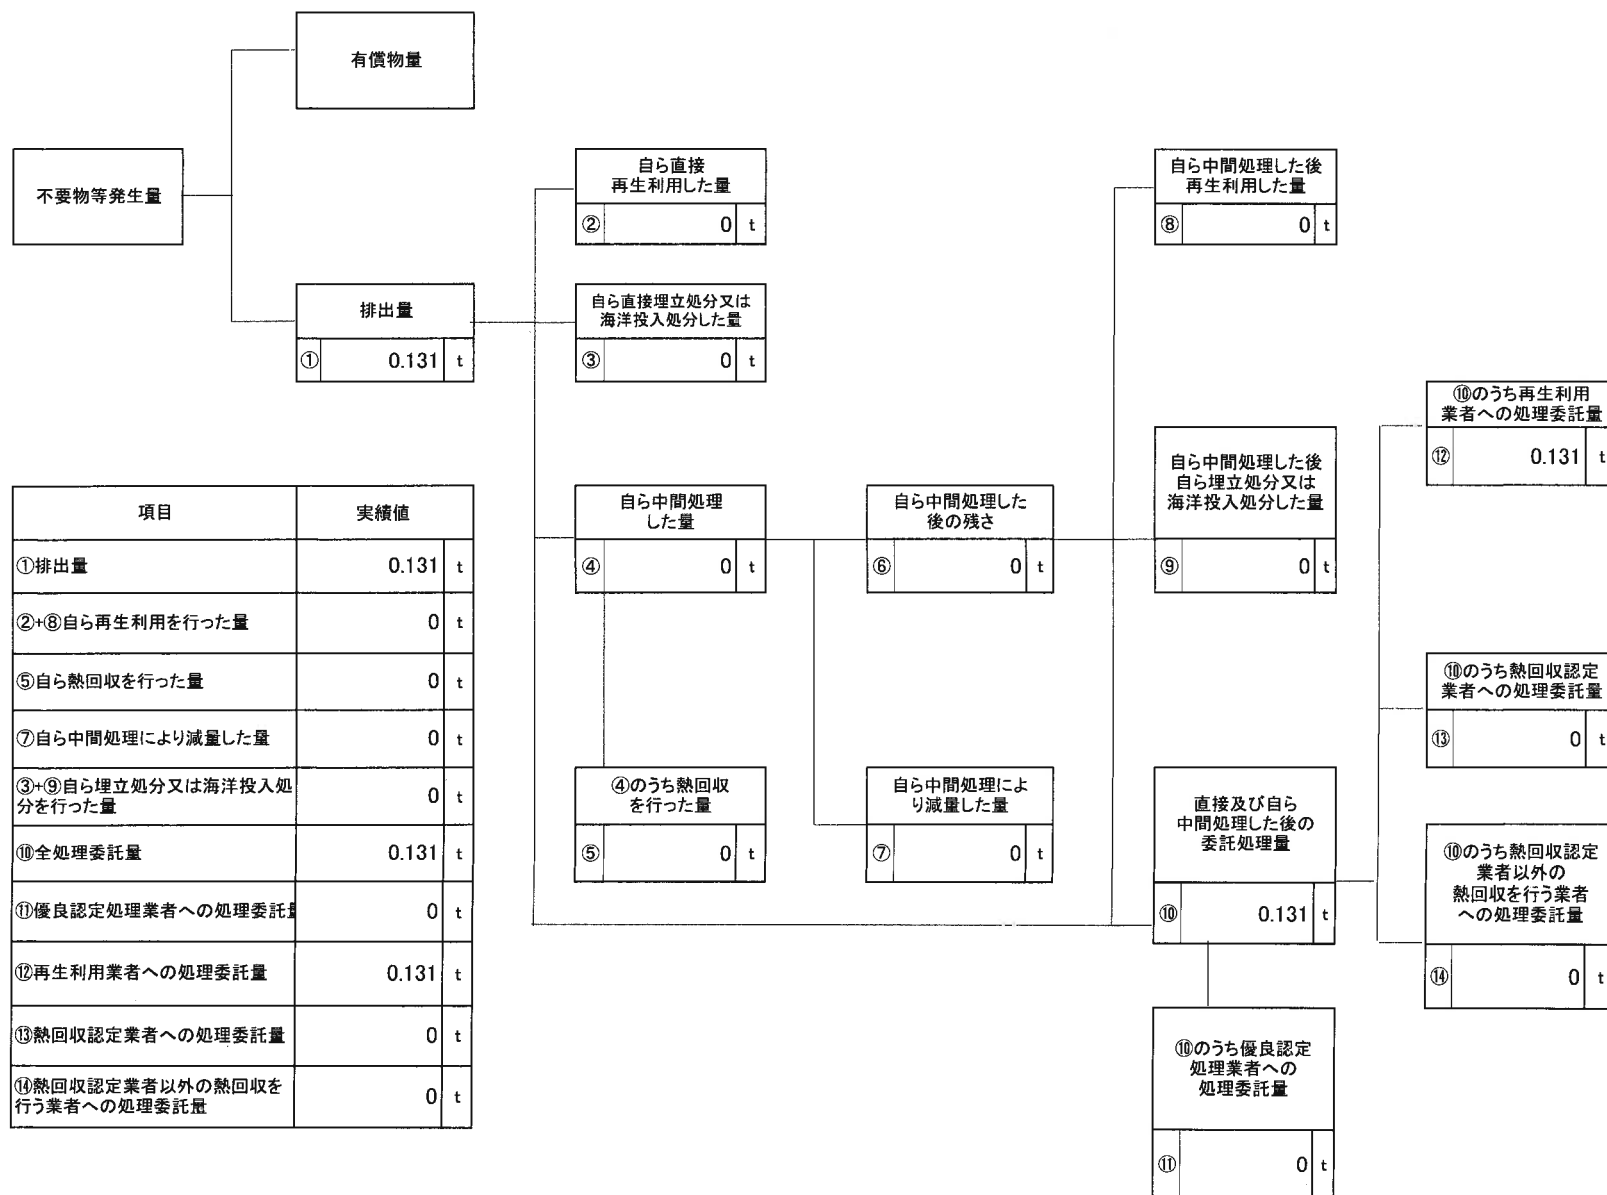 有償物量
不要物等発生量
排出量
① 0.131 t
自ら直接
再生利用した量
② 0 t
自ら直接埋立処分又は
海洋投入処分した量
③ 0 t
自ら中間処理
した量
④ 0 t
④のうち熱回収
を行った量
⑤ 0 t
自ら中間処理した
後の残さ
⑥ 0 t
自ら中間処理によ
り減量した量
⑦ 0 t
自ら中間処理した後
再生利用した量
⑧ 0 t
自ら中間処理した後
自ら埋立処分又は
海洋投入処分した量
⑨ 0 t
直接及び自ら
中間処理した後の
委託処理量
⑩ 0.131 t
⑩のうち優良認定
処理業者への
処理委託量
⑪ 0 t
⑩のうち再生利用
業者への処理委託量
⑫ 0.131 t
⑩のうち熱回収認定
業者への処理委託量
⑬ 0 t
⑩のうち熱回収認定
業者以外の
熱回収を行う業者
への処理委託量
⑭ 0 t
項目 実績値
①排出量 0.131 t
②+⑧自ら再生利用を行った量 0 t
⑤自ら熱回収を行った量 0 t
⑦自ら中間処理により減量した量 0 t
③+⑨自ら埋立処分又は海洋投入処
分を行った量 0 t
⑩全処理委託量 0.131 t
⑪優良認定処理業者への処理委託量 0 t
⑫再生利用業者への処理委託量 0.131 t
⑬熱回収認定業者への処理委託量 0 t
⑭熱回収認定業者以外の熱回収を
行う業者への処理委託量 0 t